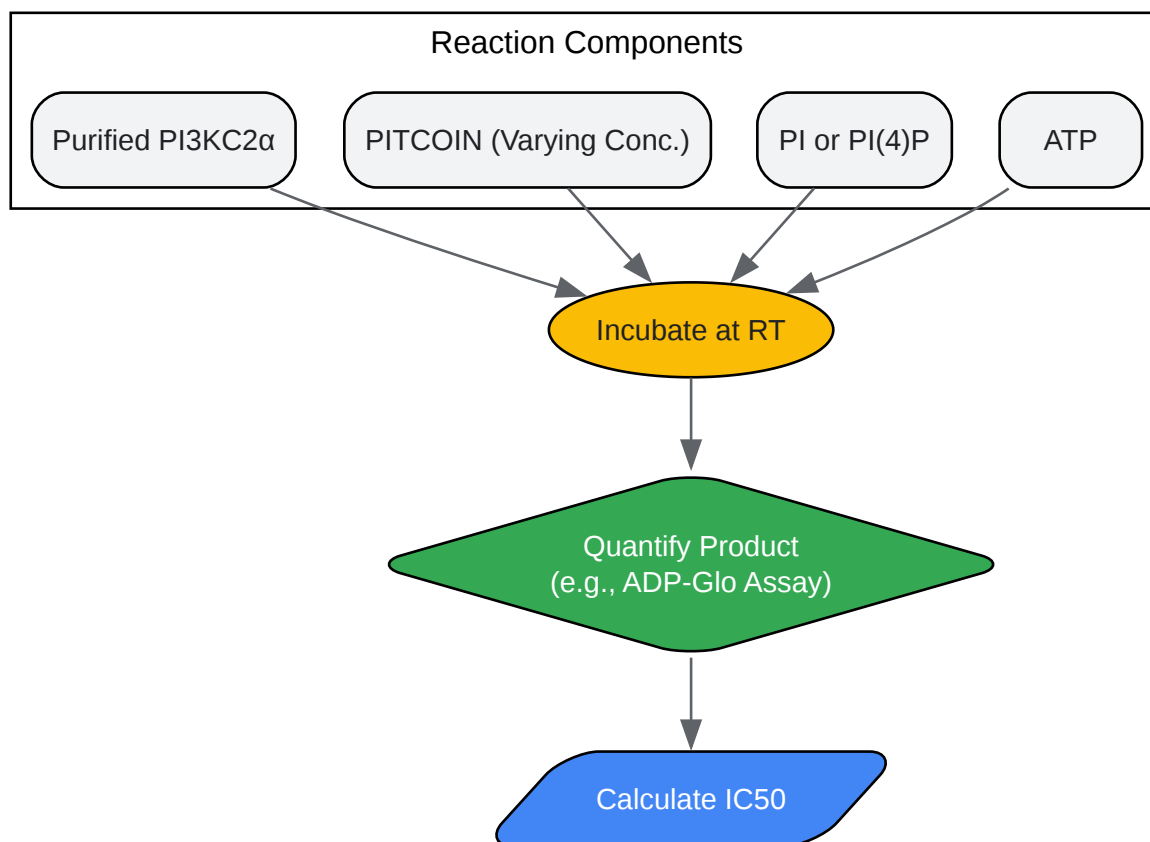 Reaction Components
Purified PI3KC2α
PITCOIN (Varying Conc.)
PI or PI(4)P
ATP
Incubate at RT
Quantify Product
(e.g., ADP-Glo Assay)
Calculate IC50